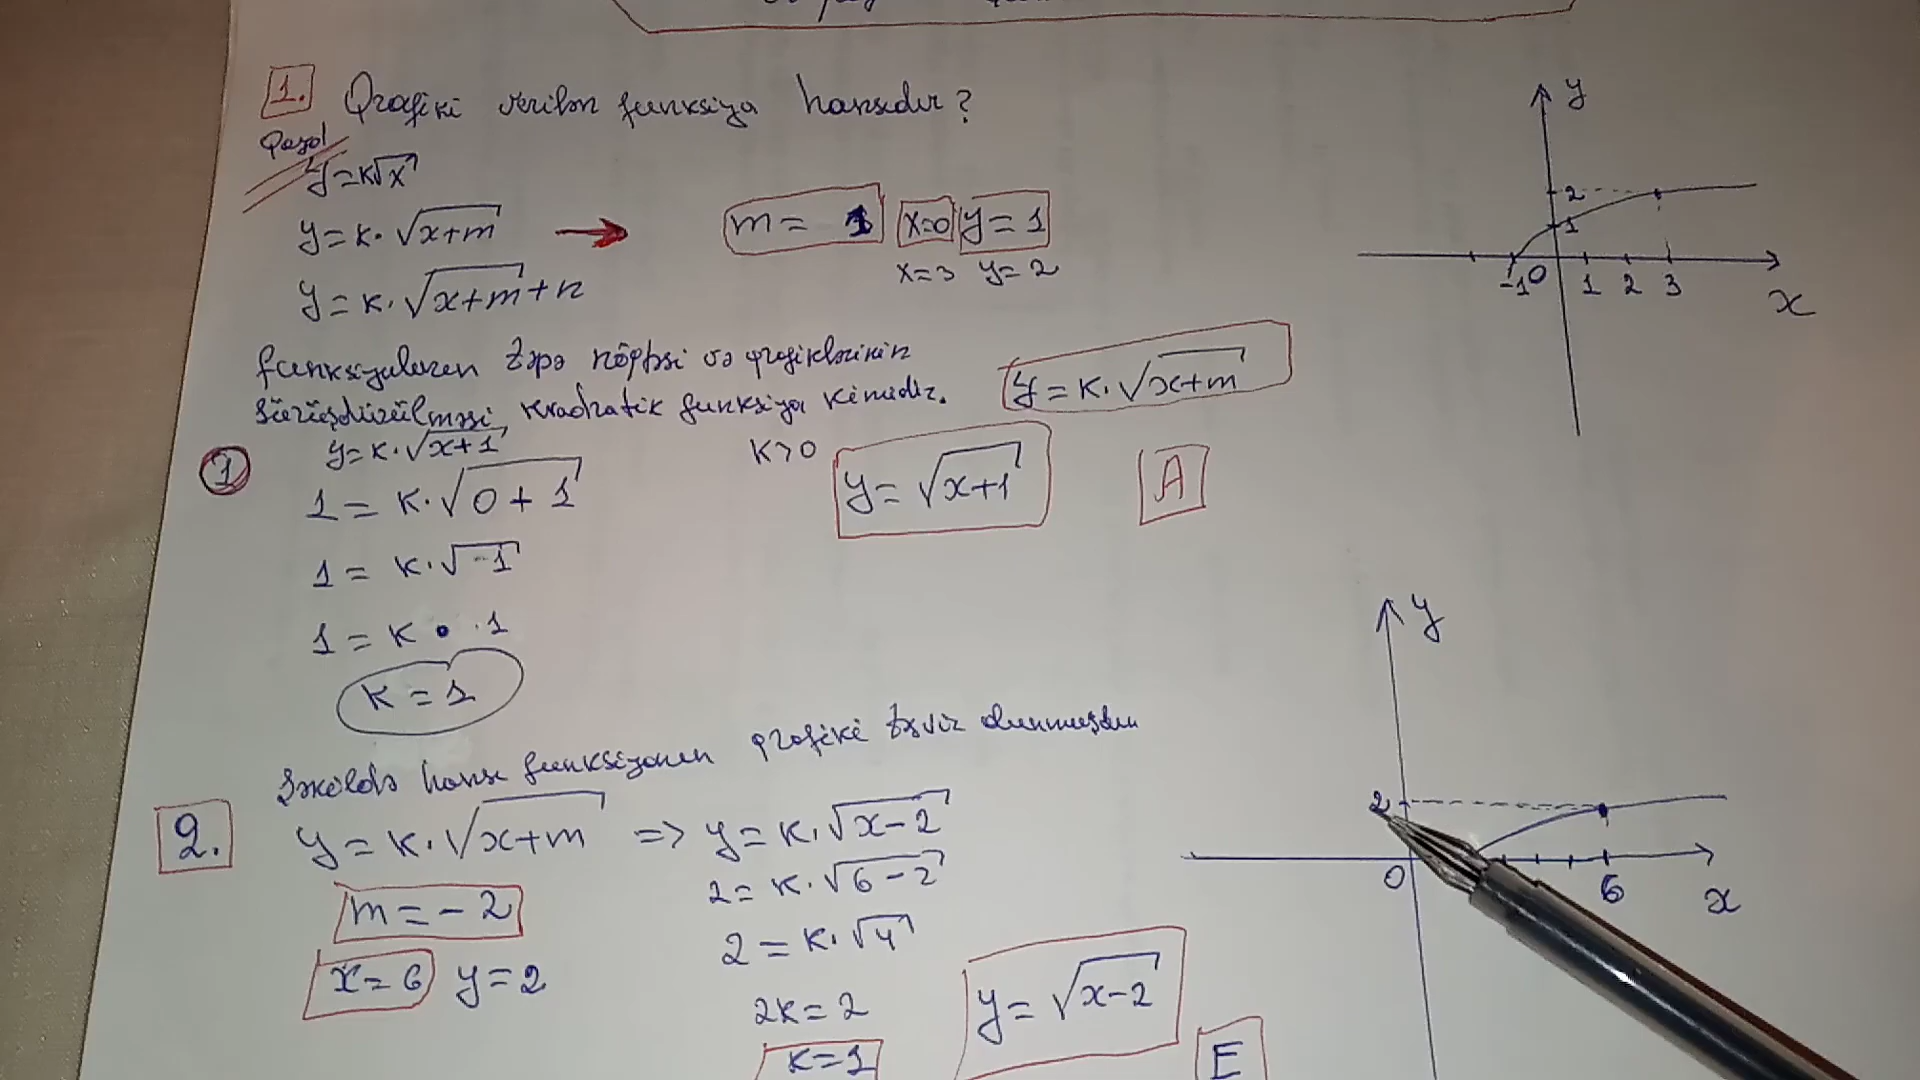 1. Qrafiki verilən funksiya hansıdır?
Qayd
y=k√x
y=k·√x+m → m= 1 x=0 y=1
x=3 y=2
y=k·√x+m+n
funksiyaların təpə nöqtəsi və qrafiklərinin
sürüşdürülməsi, kvadratik funksiya kimidir.
y=k·√x+m
1 y=k·√x+1
k>0
1=k·√0+1
y=√x+1 A
1=k·√-1
1=k·1
k=1
y
2
1
-1 0 1 2 3
x
Şəkildə hansı funksiyanın qrafiki təsvir olunmuşdur
2. y=k·√x+m => y=k·√x-2
2=k·√6-2
m=-2
2=k·√4
x=6 y=2
2k=2
y=√x-2
k=1
E
y
2
0 6
x